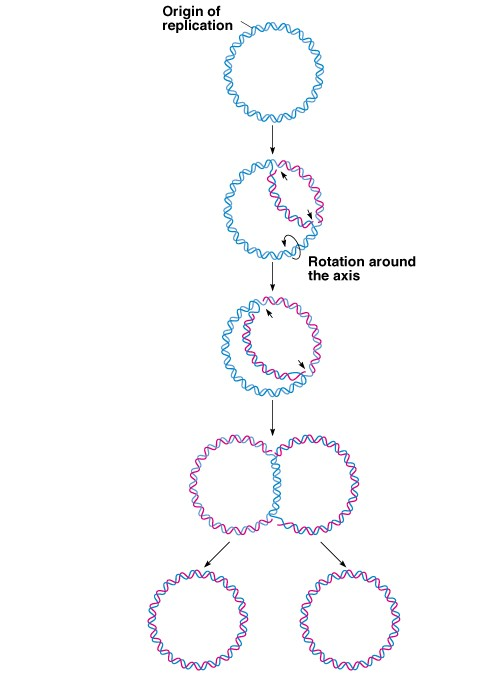 Origin of
replication
Rotation around
the axis